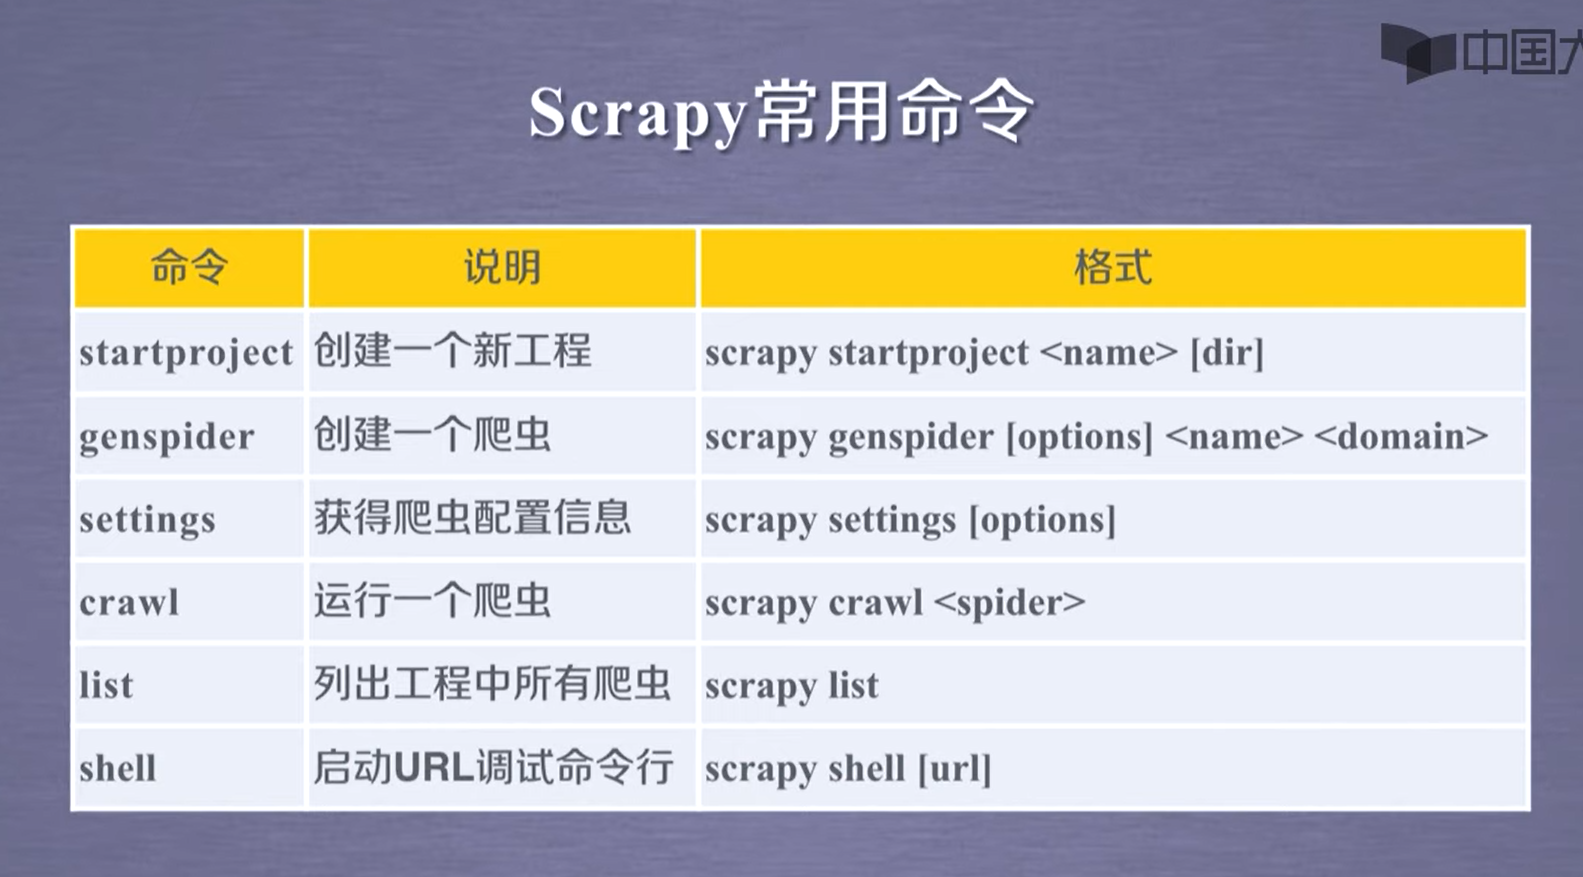 中国大
Scrapy常用命令
命令 说明 格式
startproject 创建一个新工程 scrapy startproject <name> [dir]
genspider 创建一个爬虫 scrapy genspider [options] <name> <domain>
settings 获得爬虫配置信息 scrapy settings [options]
crawl 运行一个爬虫 scrapy crawl <spider>
list 列出工程中所有爬虫 scrapy list
shell 启动URL调试命令行 scrapy shell [url]